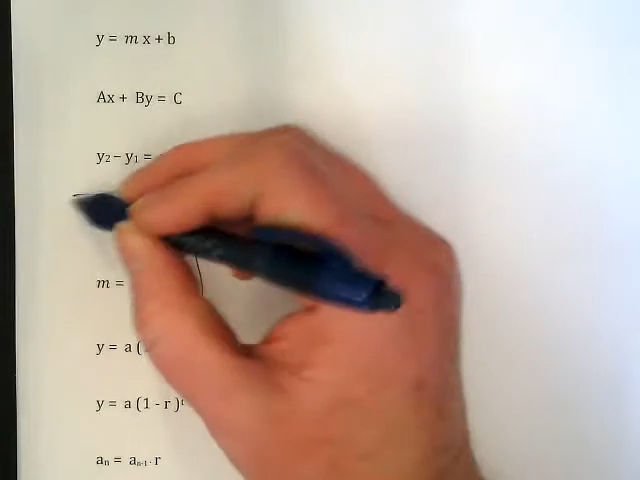 y = m x + b
Ax + By = C
y₂ – y₁ =
m =
y = a (
y = a (1 - r )ᵗ
aₙ = aₙ₋₁ · r